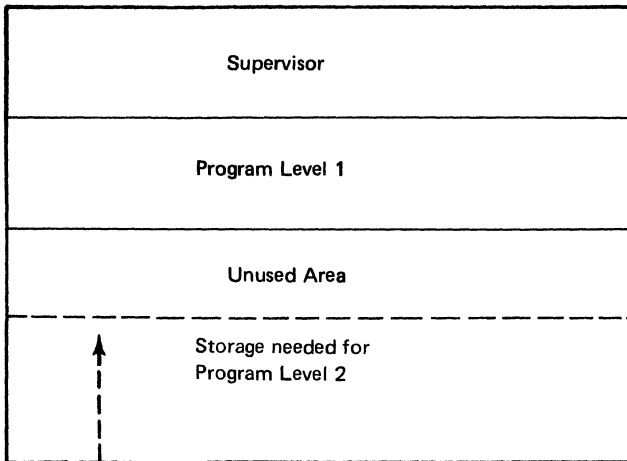 Supervisor
Program Level 1
Unused Area
Storage needed for
Program Level 2